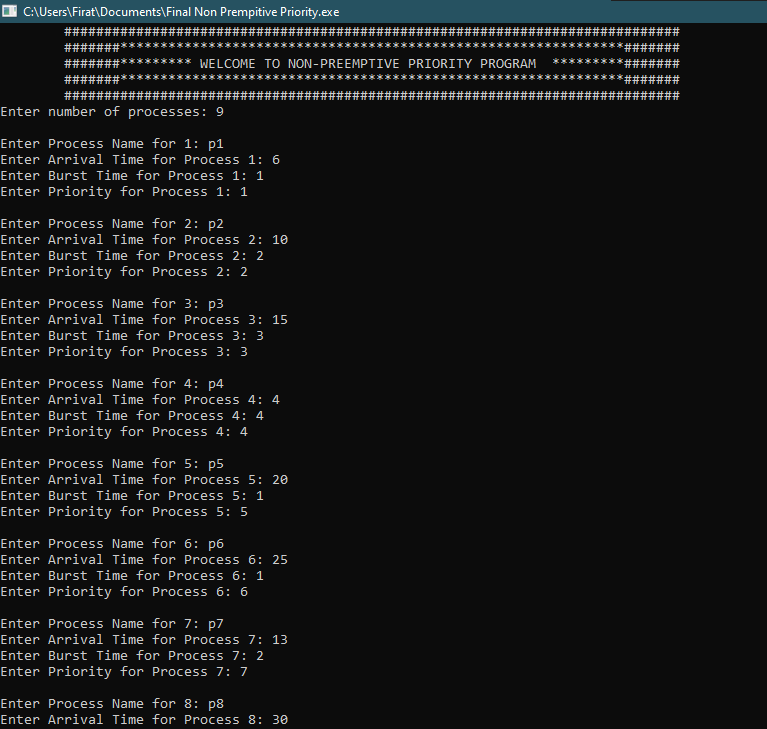 C:\Users\Firat\Documents\Final Non Premptive Priority.exe
#############################################################################
#######***************************************************************#######
#######********* WELCOME TO NON-PREEMPTIVE PRIORITY PROGRAM  *********#######
#######***************************************************************#######
#############################################################################
Enter number of processes: 9
Enter Process Name for 1: p1
Enter Arrival Time for Process 1: 6
Enter Burst Time for Process 1: 1
Enter Priority for Process 1: 1
Enter Process Name for 2: p2
Enter Arrival Time for Process 2: 10
Enter Burst Time for Process 2: 2
Enter Priority for Process 2: 2
Enter Process Name for 3: p3
Enter Arrival Time for Process 3: 15
Enter Burst Time for Process 3: 3
Enter Priority for Process 3: 3
Enter Process Name for 4: p4
Enter Arrival Time for Process 4: 4
Enter Burst Time for Process 4: 4
Enter Priority for Process 4: 4
Enter Process Name for 5: p5
Enter Arrival Time for Process 5: 20
Enter Burst Time for Process 5: 1
Enter Priority for Process 5: 5
Enter Process Name for 6: p6
Enter Arrival Time for Process 6: 25
Enter Burst Time for Process 6: 1
Enter Priority for Process 6: 6
Enter Process Name for 7: p7
Enter Arrival Time for Process 7: 13
Enter Burst Time for Process 7: 2
Enter Priority for Process 7: 7
Enter Process Name for 8: p8
Enter Arrival Time for Process 8: 30